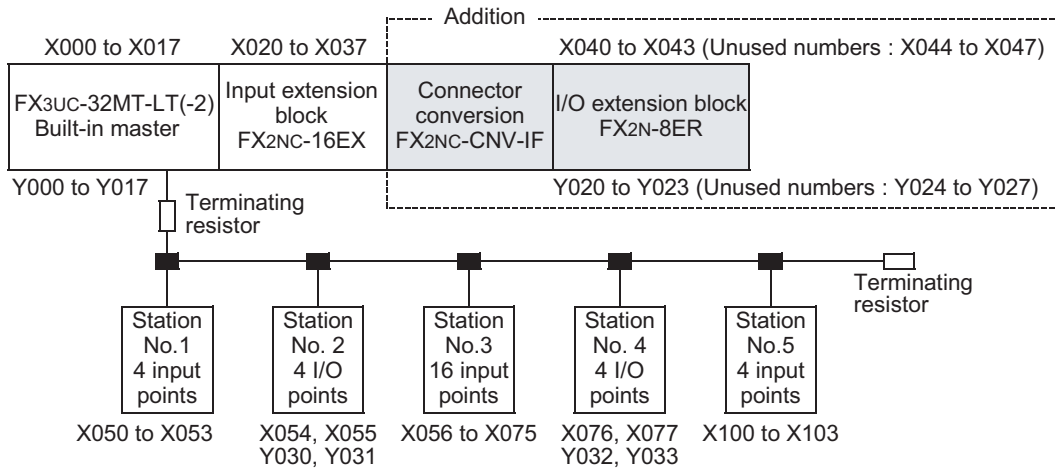 Addition
X000 to X017
X020 to X037
X040 to X043 (Unused numbers : X044 to X047)
FX3UC-32MT-LT(-2)
Built-in master
Input extension
block
FX2NC-16EX
Connector
conversion
FX2NC-CNV-IF
I/O extension block
FX2N-8ER
Y000 to Y017
Y020 to Y023 (Unused numbers : Y024 to Y027)
Terminating
resistor
Terminating
resistor
Station
No.1
4 input
points
Station
No. 2
4 I/O
points
Station
No.3
16 input
points
Station
No. 4
4 I/O
points
Station
No.5
4 input
points
X050 to X053
X054, X055
Y030, Y031
X056 to X075
X076, X077
Y032, Y033
X100 to X103